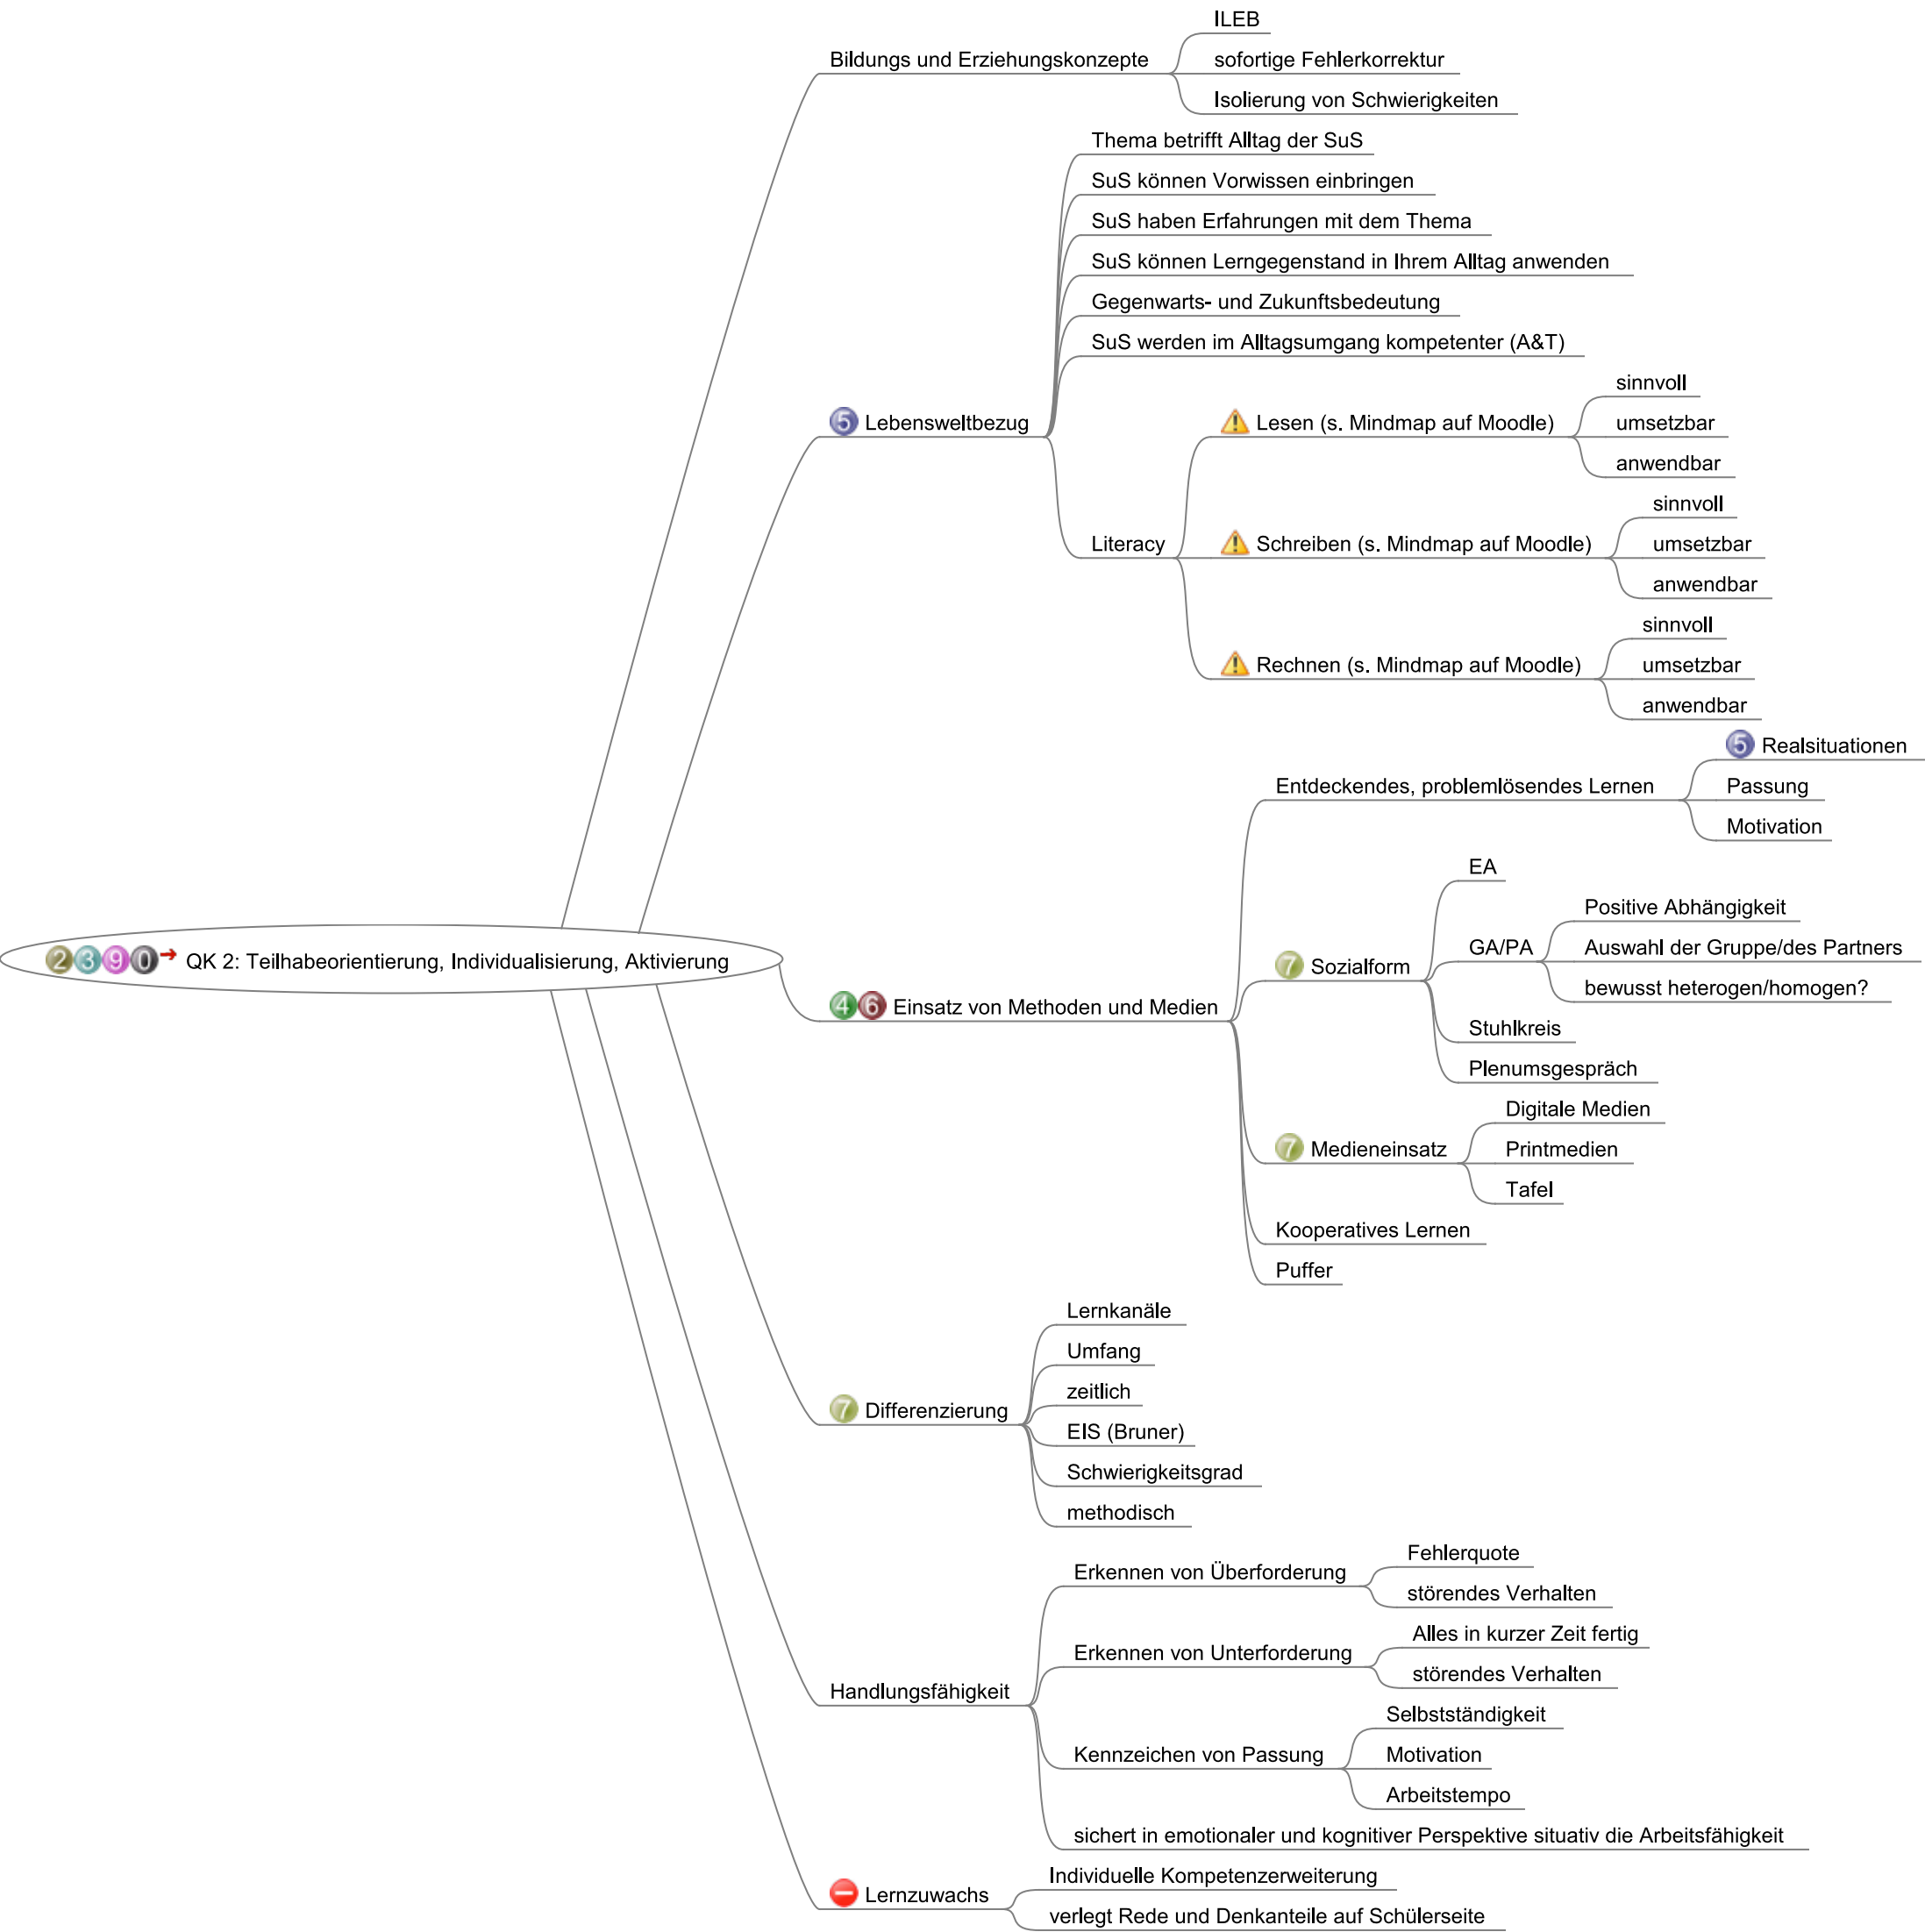 ILEB
Bildungs und Erziehungskonzepte
sofortige Fehlerkorrektur
Isolierung von Schwierigkeiten
Thema betrifft Alltag der SuS
SuS können Vorwissen einbringen
SuS haben Erfahrungen mit dem Thema
SuS können Lerngegenstand in Ihrem Alltag anwenden
Gegenwarts- und Zukunftsbedeutung
SuS werden im Alltagsumgang kompetenter (A&T)
5 Lebensweltbezug
Literacy
Lesen (s. Mindmap auf Moodle)
sinnvoll
umsetzbar
anwendbar
Schreiben (s. Mindmap auf Moodle)
sinnvoll
umsetzbar
anwendbar
Rechnen (s. Mindmap auf Moodle)
sinnvoll
umsetzbar
anwendbar
2 3 9 0 QK 2: Teilhabeorientierung, Individualisierung, Aktivierung
4 6 Einsatz von Methoden und Medien
Entdeckendes, problemlösendes Lernen
5 Realsituationen
Passung
Motivation
7 Sozialform
EA
GA/PA
Positive Abhängigkeit
Auswahl der Gruppe/des Partners
bewusst heterogen/homogen?
Stuhlkreis
Plenumsgespräch
7 Medieneinsatz
Digitale Medien
Printmedien
Tafel
Kooperatives Lernen
Puffer
7 Differenzierung
Lernkanäle
Umfang
zeitlich
EIS (Bruner)
Schwierigkeitsgrad
methodisch
Handlungsfähigkeit
Erkennen von Überforderung
Fehlerquote
störendes Verhalten
Erkennen von Unterforderung
Alles in kurzer Zeit fertig
störendes Verhalten
Kennzeichen von Passung
Selbstständigkeit
Motivation
Arbeitstempo
sichert in emotionaler und kognitiver Perspektive situativ die Arbeitsfähigkeit
Lernzuwachs
Individuelle Kompetenzerweiterung
verlegt Rede und Denkanteile auf Schülerseite